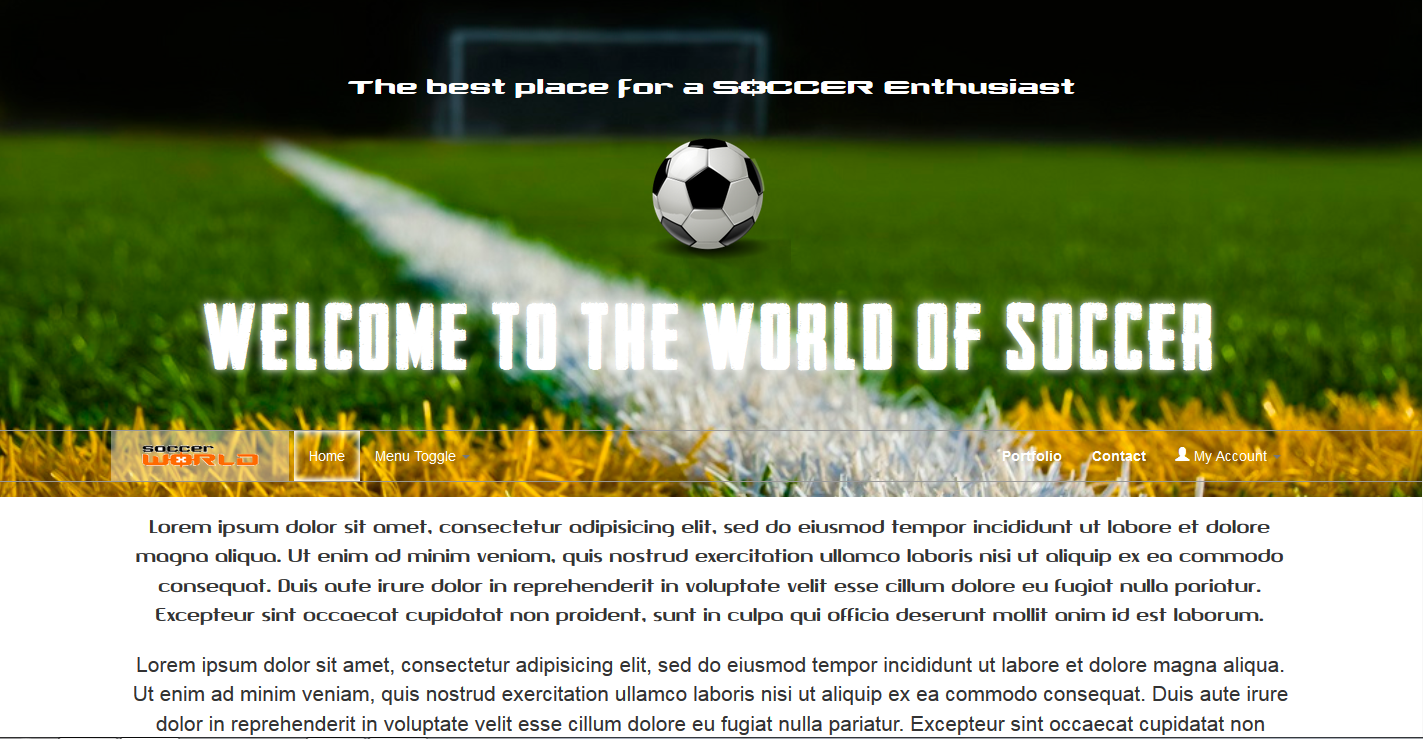 The best place for a SOCCER Enthusiast
WELCOME TO THE WORLD OF SOCCER
soccer
WORLD
Home
Menu Toggle
Portfolio
Contact
My Account
Lorem ipsum dolor sit amet, consectetur adipisicing elit, sed do eiusmod tempor incididunt ut labore et dolore
magna aliqua. Ut enim ad minim veniam, quis nostrud exercitation ullamco laboris nisi ut aliquip ex ea commodo
consequat. Duis aute irure dolor in reprehenderit in voluptate velit esse cillum dolore eu fugiat nulla pariatur.
Excepteur sint occaecat cupidatat non proident, sunt in culpa qui officia deserunt mollit anim id est laborum.
Lorem ipsum dolor sit amet, consectetur adipisicing elit, sed do eiusmod tempor incididunt ut labore et dolore magna aliqua.
Ut enim ad minim veniam, quis nostrud exercitation ullamco laboris nisi ut aliquip ex ea commodo consequat. Duis aute irure
dolor in reprehenderit in voluptate velit esse cillum dolore eu fugiat nulla pariatur. Excepteur sint occaecat cupidatat non